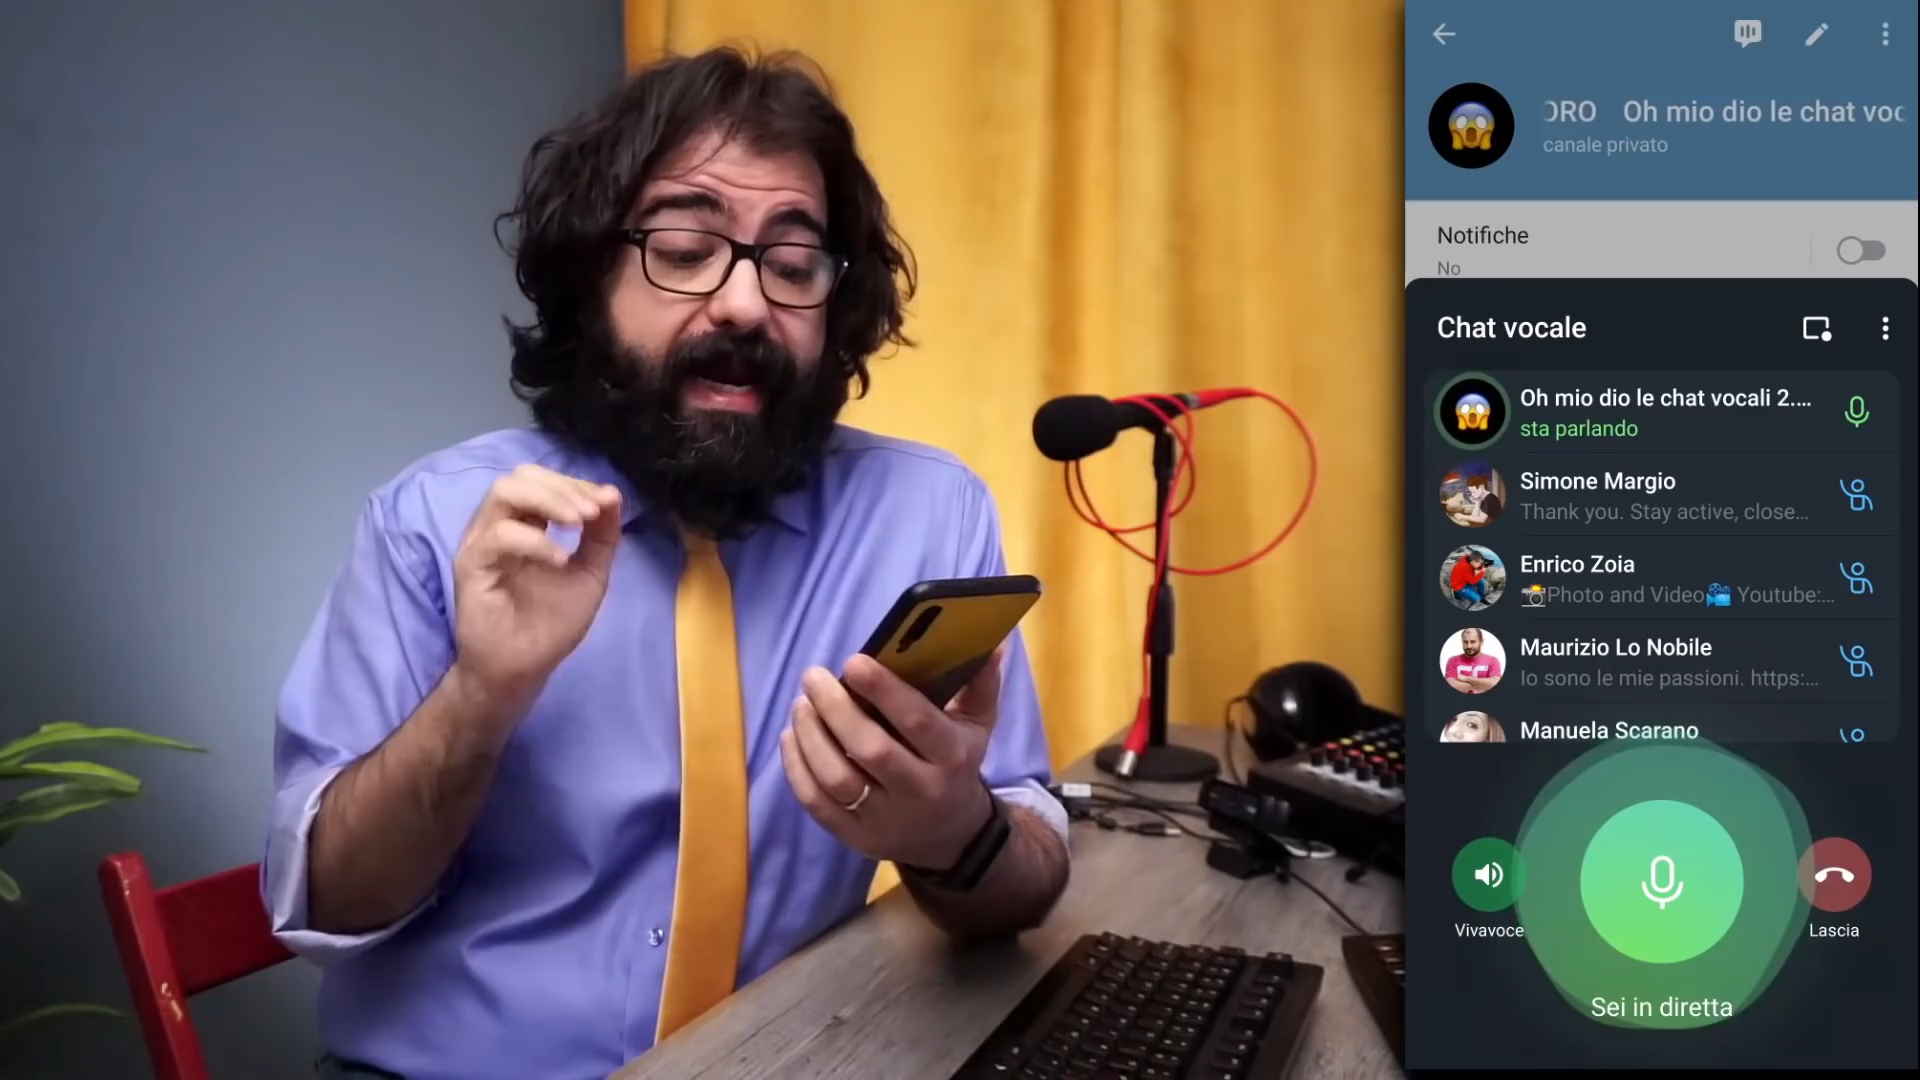 ORO Oh mio dio le chat voc
canale privato
Notifiche
No
Chat vocale
Oh mio dio le chat vocali 2....
sta parlando
Simone Margio
Thank you. Stay active, close...
Enrico Zoia
📸Photo and Video🎥 Youtube:...
Maurizio Lo Nobile
Io sono le mie passioni. https:...
Manuela Scarano
Vivavoce
Lascia
Sei in diretta